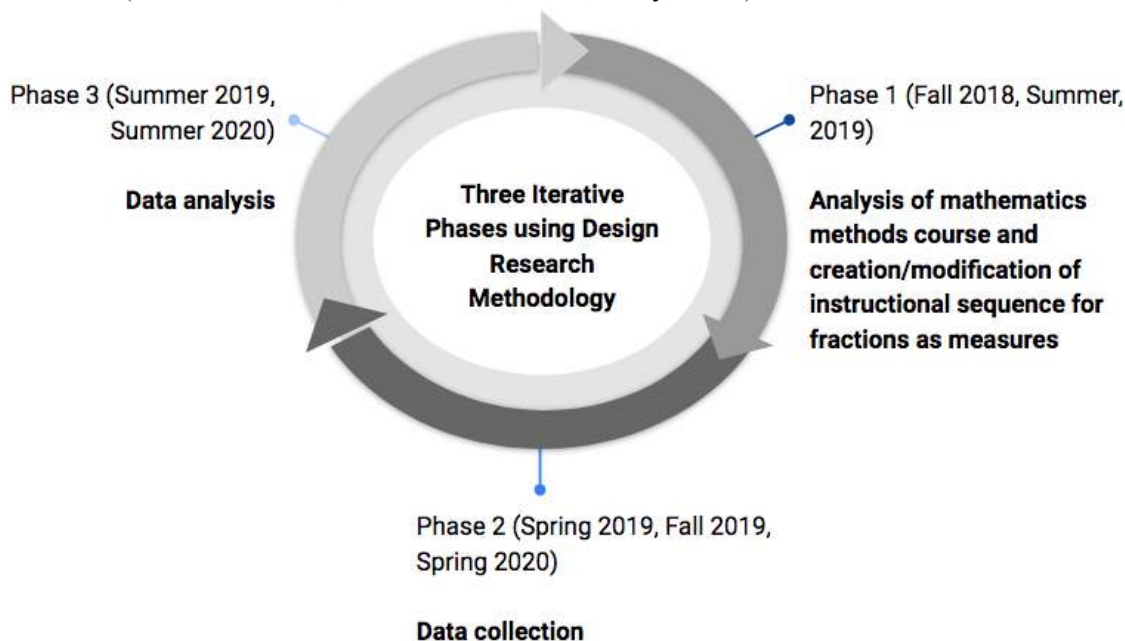 Phase 3 (Summer 2019,
Summer 2020)
Data analysis
Three Iterative
Phases using Design
Research
Methodology
Phase 1 (Fall 2018, Summer,
2019)
Analysis of mathematics
methods course and
creation/modification of
instructional sequence for
fractions as measures
Phase 2 (Spring 2019, Fall 2019,
Spring 2020)
Data collection